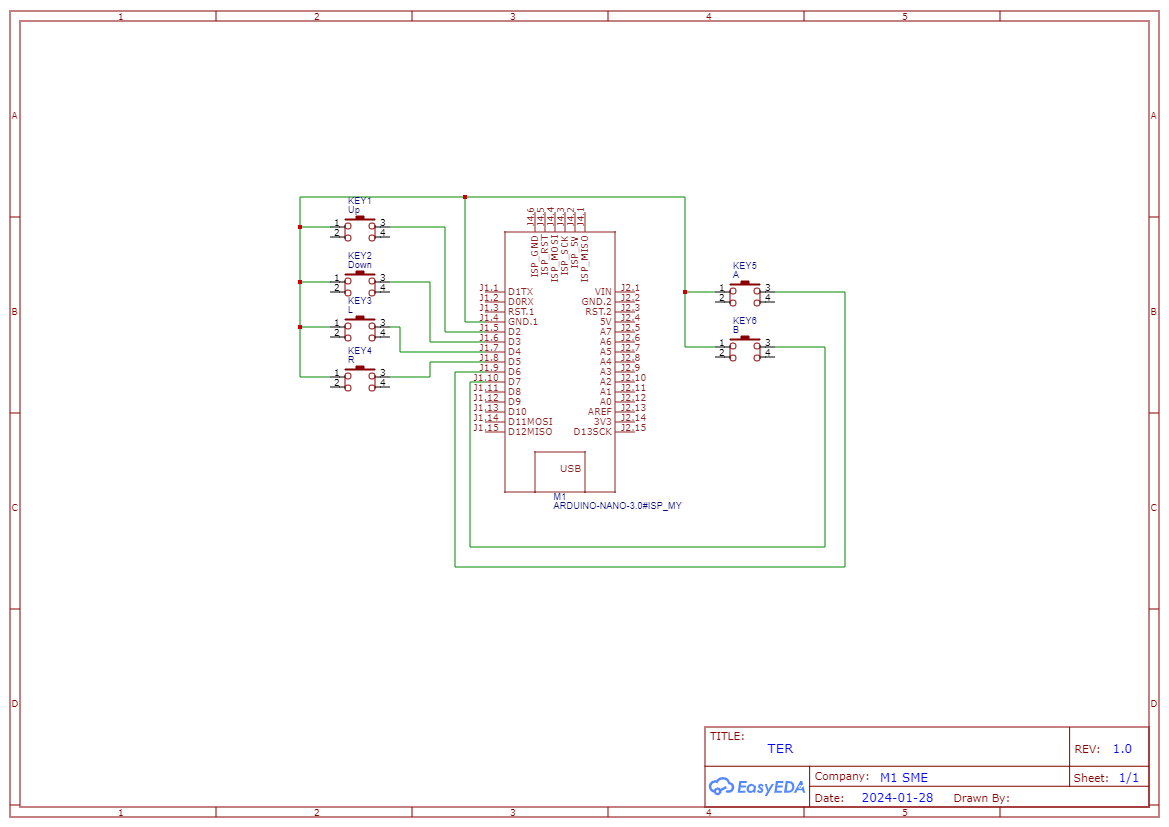 1 2 3 4 5
A A
B B
C C
D D
KEY1
Up
1 3
2 4
KEY2
Down
1 3
2 4
KEY3
L
1 3
2 4
KEY4
R
1 3
2 4
J4.6 J4.5 J4.4 J4.3 J4.2 J4.1
ISP_GND ISP_RST ISP_MOSI ISP_SCK ISP_5V ISP_MISO
J1.1 D1TX VIN J2.1
J1.2 D0RX GND.2 J2.2
J1.3 RST.1 RST.2 J2.3
J1.4 GND.1 5V J2.4
J1.5 D2 A7 J2.5
J1.6 D3 A6 J2.6
J1.7 D4 A5 J2.7
J1.8 D5 A4 J2.8
J1.9 D6 A3 J2.9
J1.10 D7 A2 J2.10
J1.11 D8 A1 J2.11
J1.12 D9 A0 J2.12
J1.13 D10 AREF J2.13
J1.14 D11MOSI 3V3 J2.14
J1.15 D12MISO D13SCK J2.15
USB
M1
ARDUINO-NANO-3.0#ISP_MY
KEY5
A
1 3
2 4
KEY6
B
1 3
2 4
TITLE:
TER
REV: 1.0
EasyEDA
Company: M1 SME
Sheet: 1/1
Date: 2024-01-28 Drawn By:
1 2 3 4 5